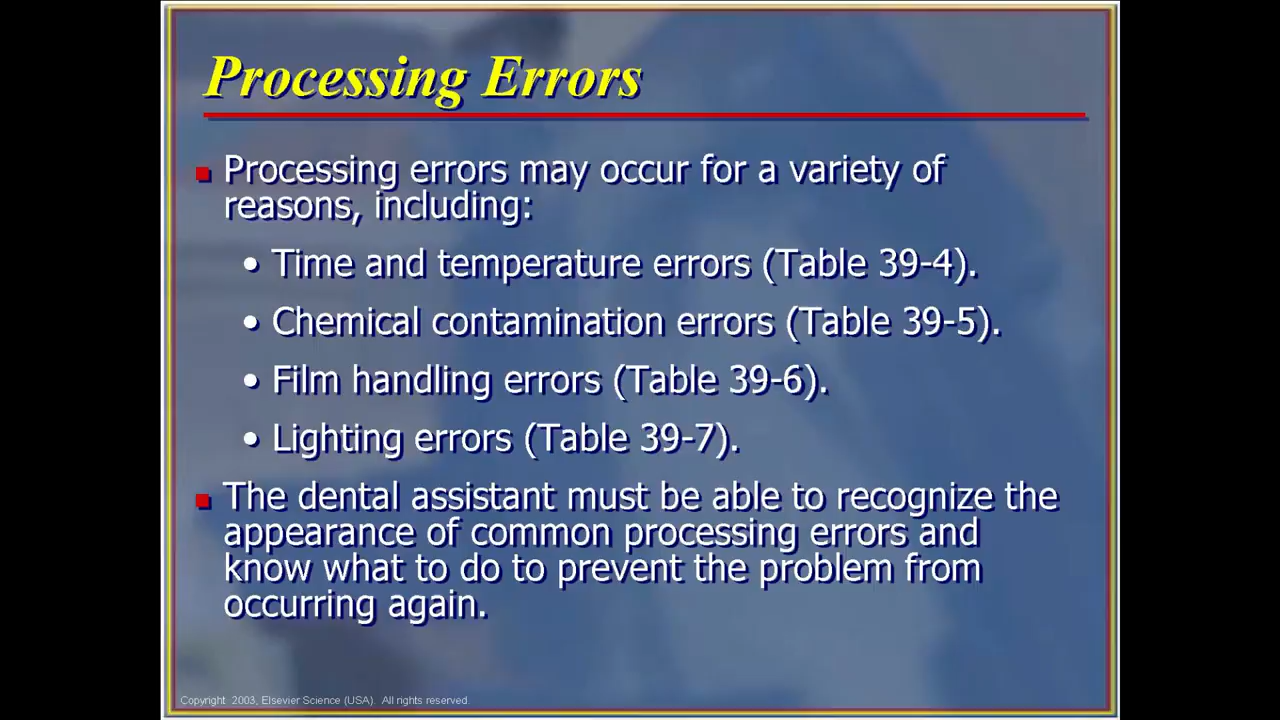 Processing Errors
Processing errors may occur for a variety of
reasons, including:
• Time and temperature errors (Table 39-4).
• Chemical contamination errors (Table 39-5).
• Film handling errors (Table 39-6).
• Lighting errors (Table 39-7).
The dental assistant must be able to recognize the
appearance of common processing errors and
know what to do to prevent the problem from
occurring again.
Copyright 2003, Elsevier Science (USA). All rights reserved.